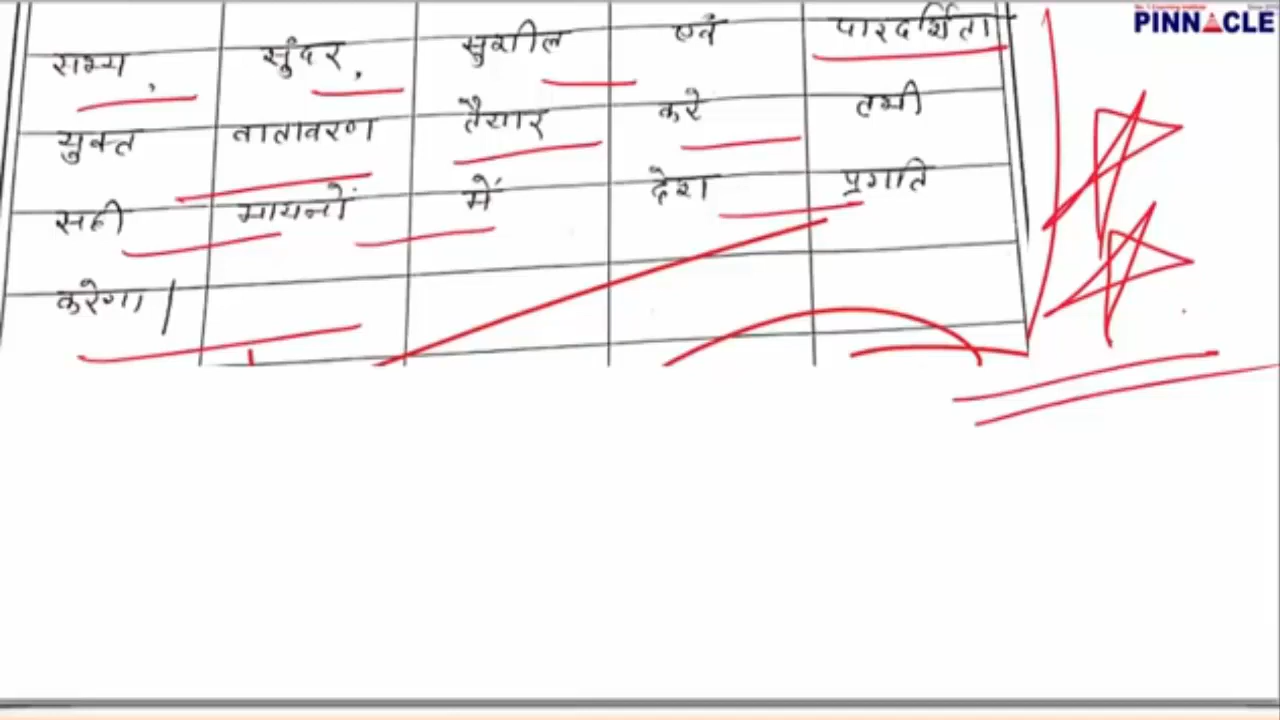 PINNACLE
सभ्य, सुंदर, सुशील एवं पारदर्शिता
युक्त वातावरण तैयार करे तभी
सही मायनों में देश प्रगति
करेगा|